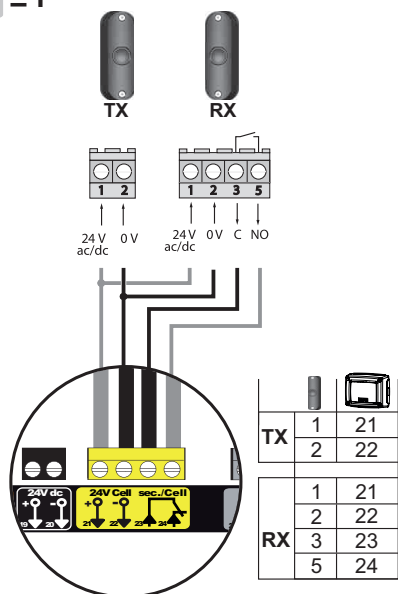 TX RX
1 2 1 2 3 5
24 V ac/dc 0 V 24 V ac/dc 0 V C NO
24V dc 24V Cell sec./Cell
+ - + -
19 20 21 22 23 24
TX 1 21
2 22
RX 1 21
2 22
3 23
5 24